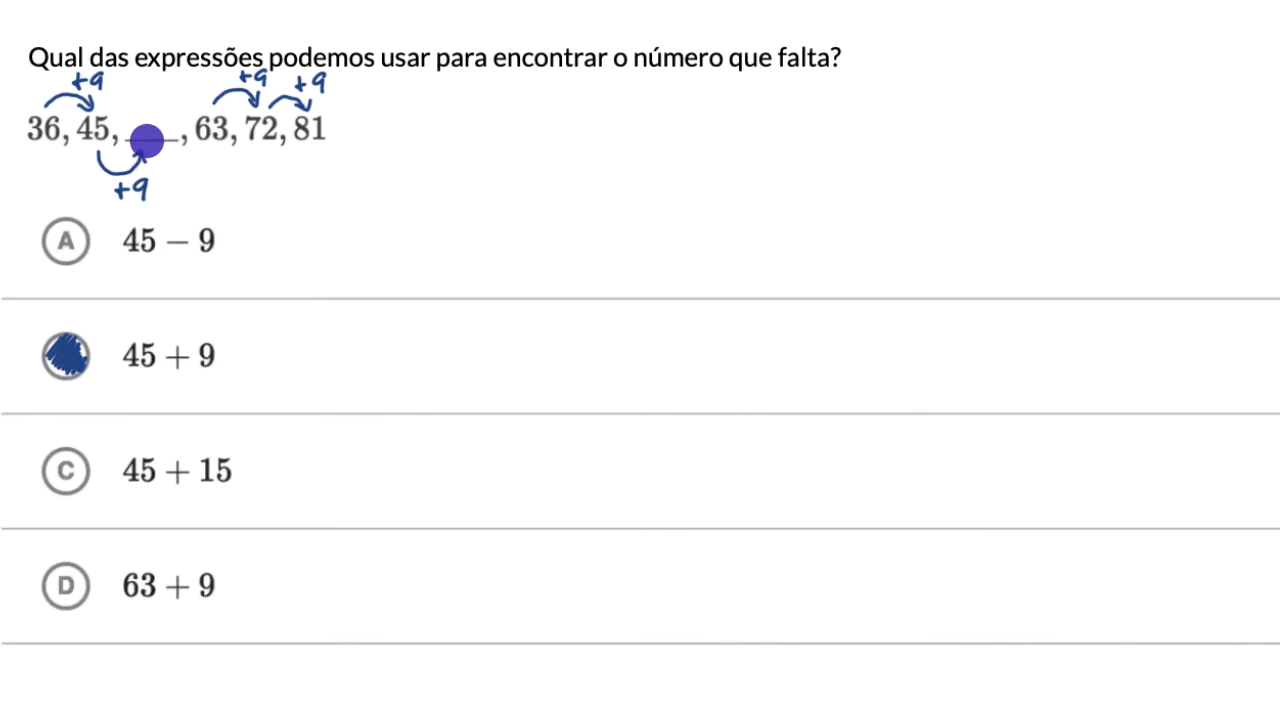 Qual das expressões podemos usar para encontrar o número que falta?
+9 +9 +9
36, 45, ___, 63, 72, 81
+9
A 45 − 9
45 + 9
C 45 + 15
D 63 + 9